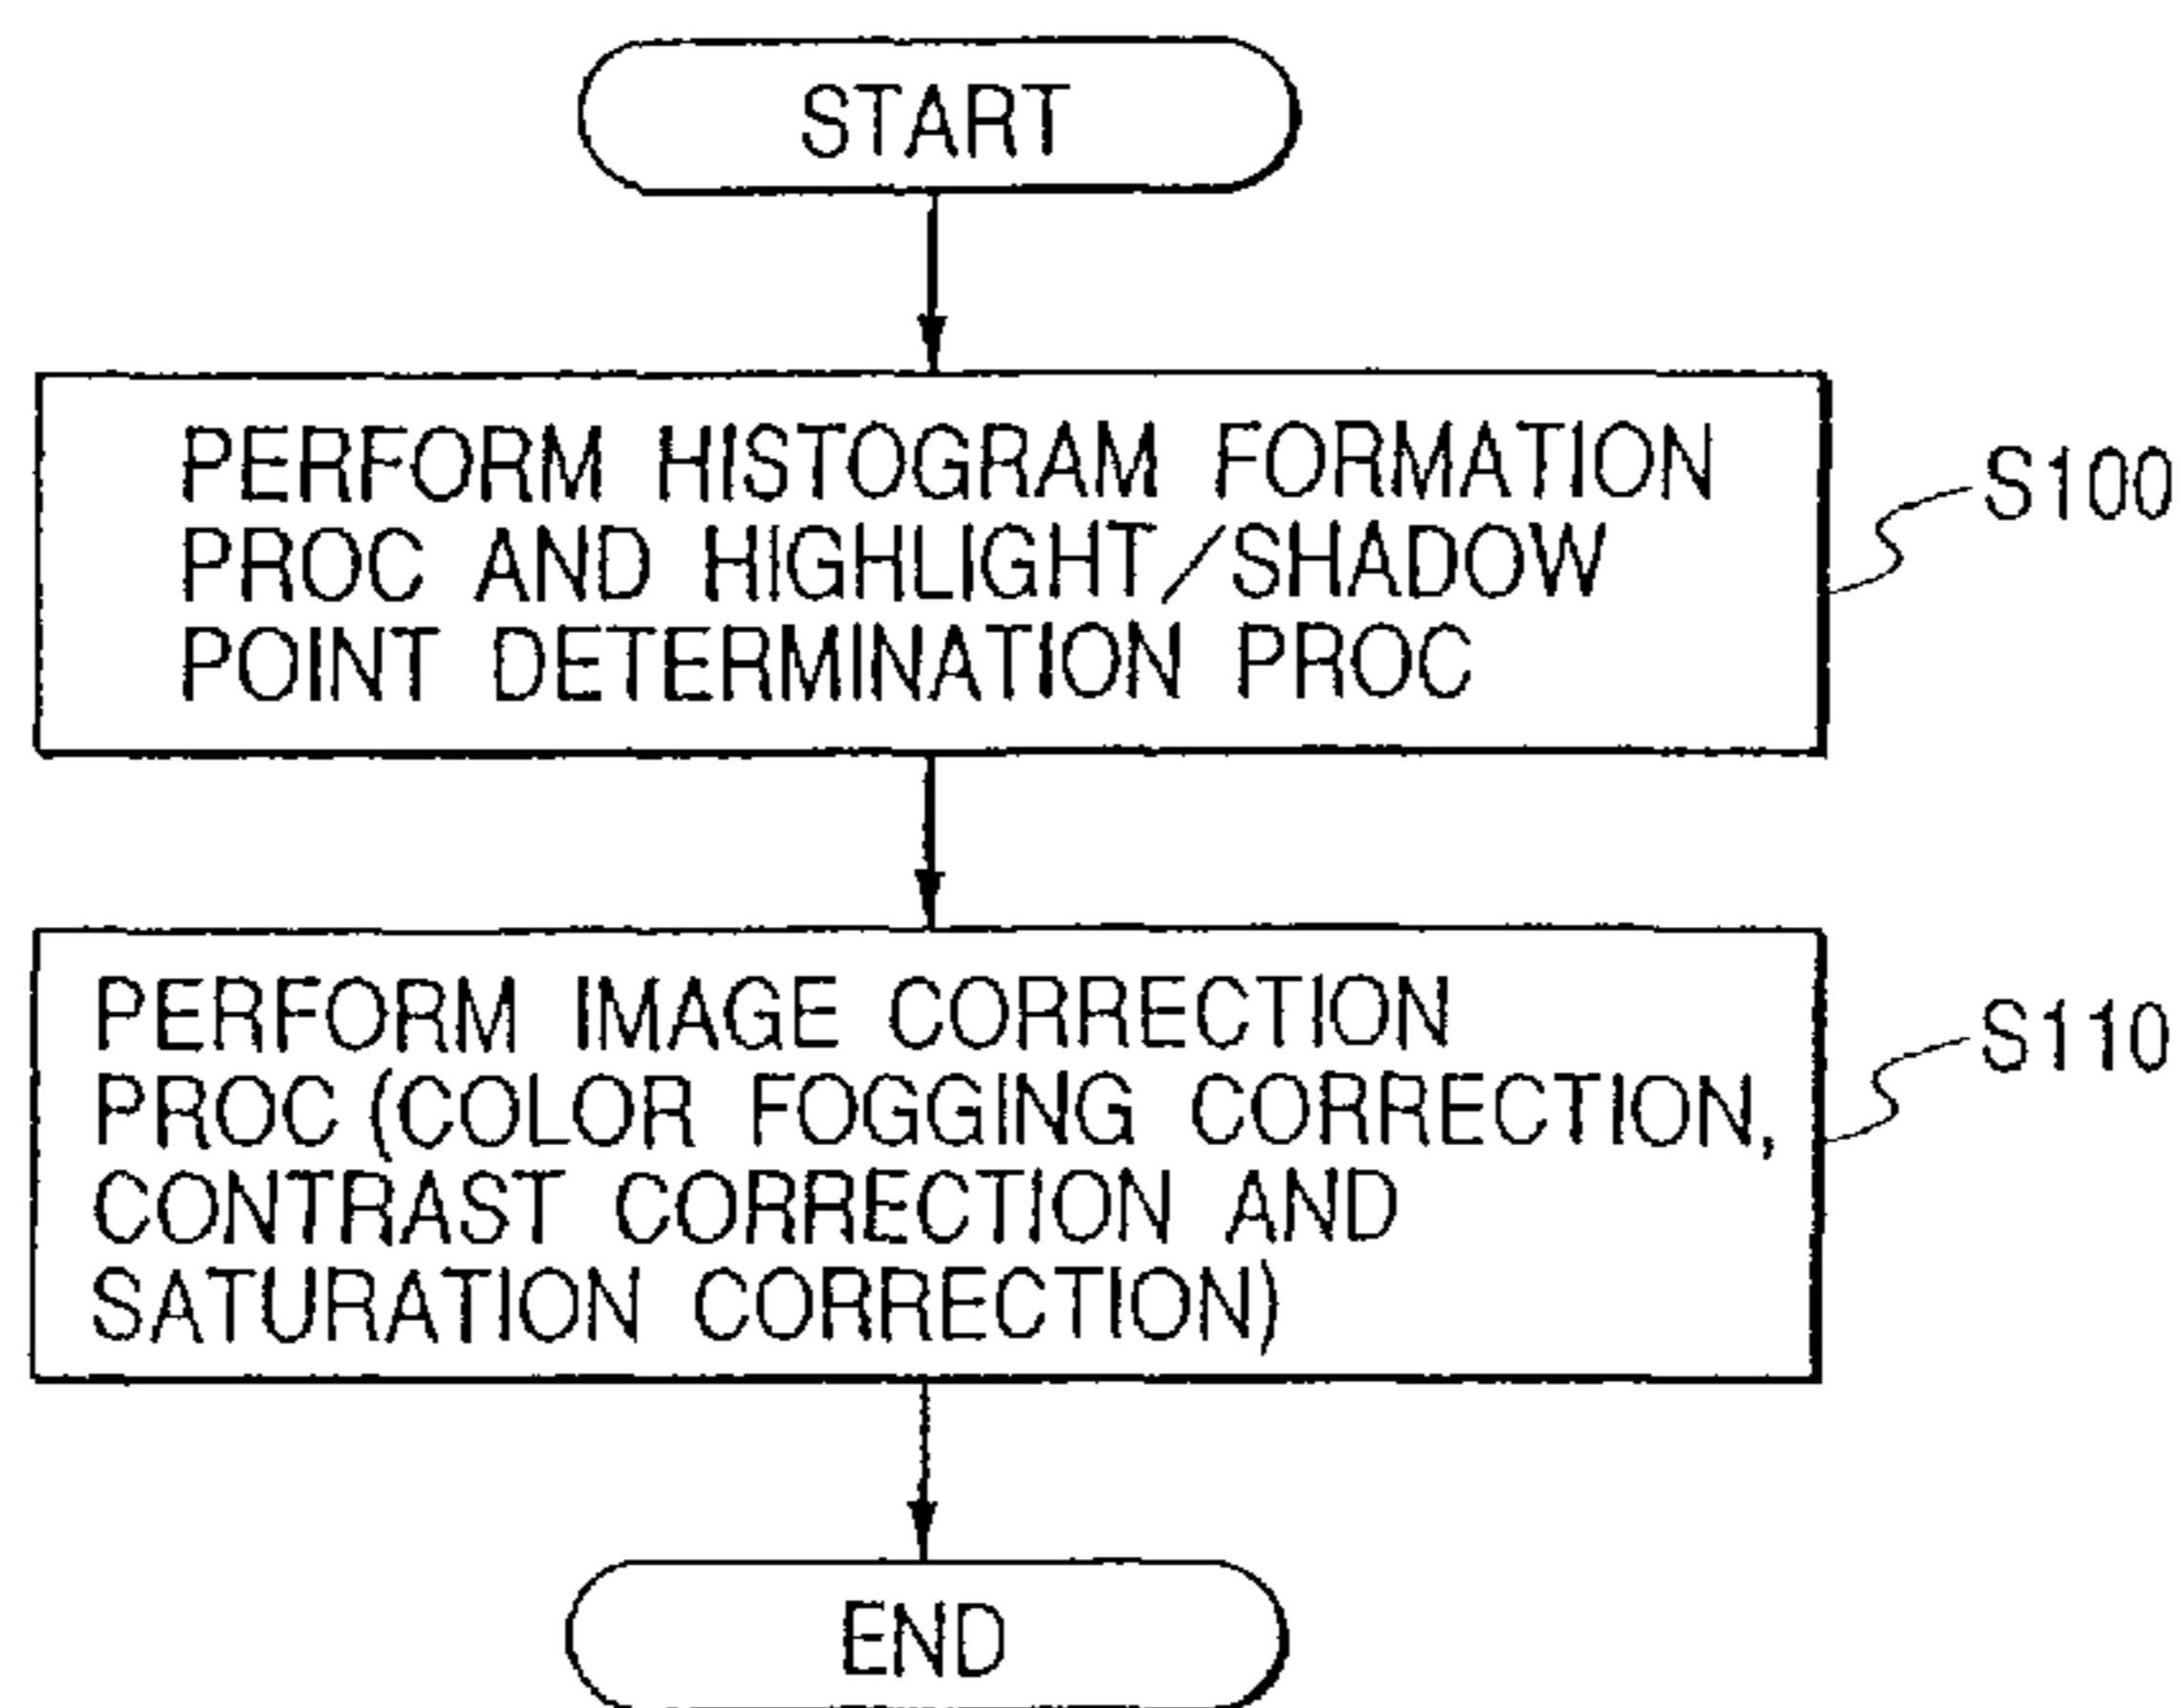 START
PERFORM HISTOGRAM FORMATION
PROC AND HIGHLIGHT/SHADOW
POINT DETERMINATION PROC
S100
PERFORM IMAGE CORRECTION
PROC (COLOR FOGGING CORRECTION,
CONTRAST CORRECTION AND
SATURATION CORRECTION)
S110
END